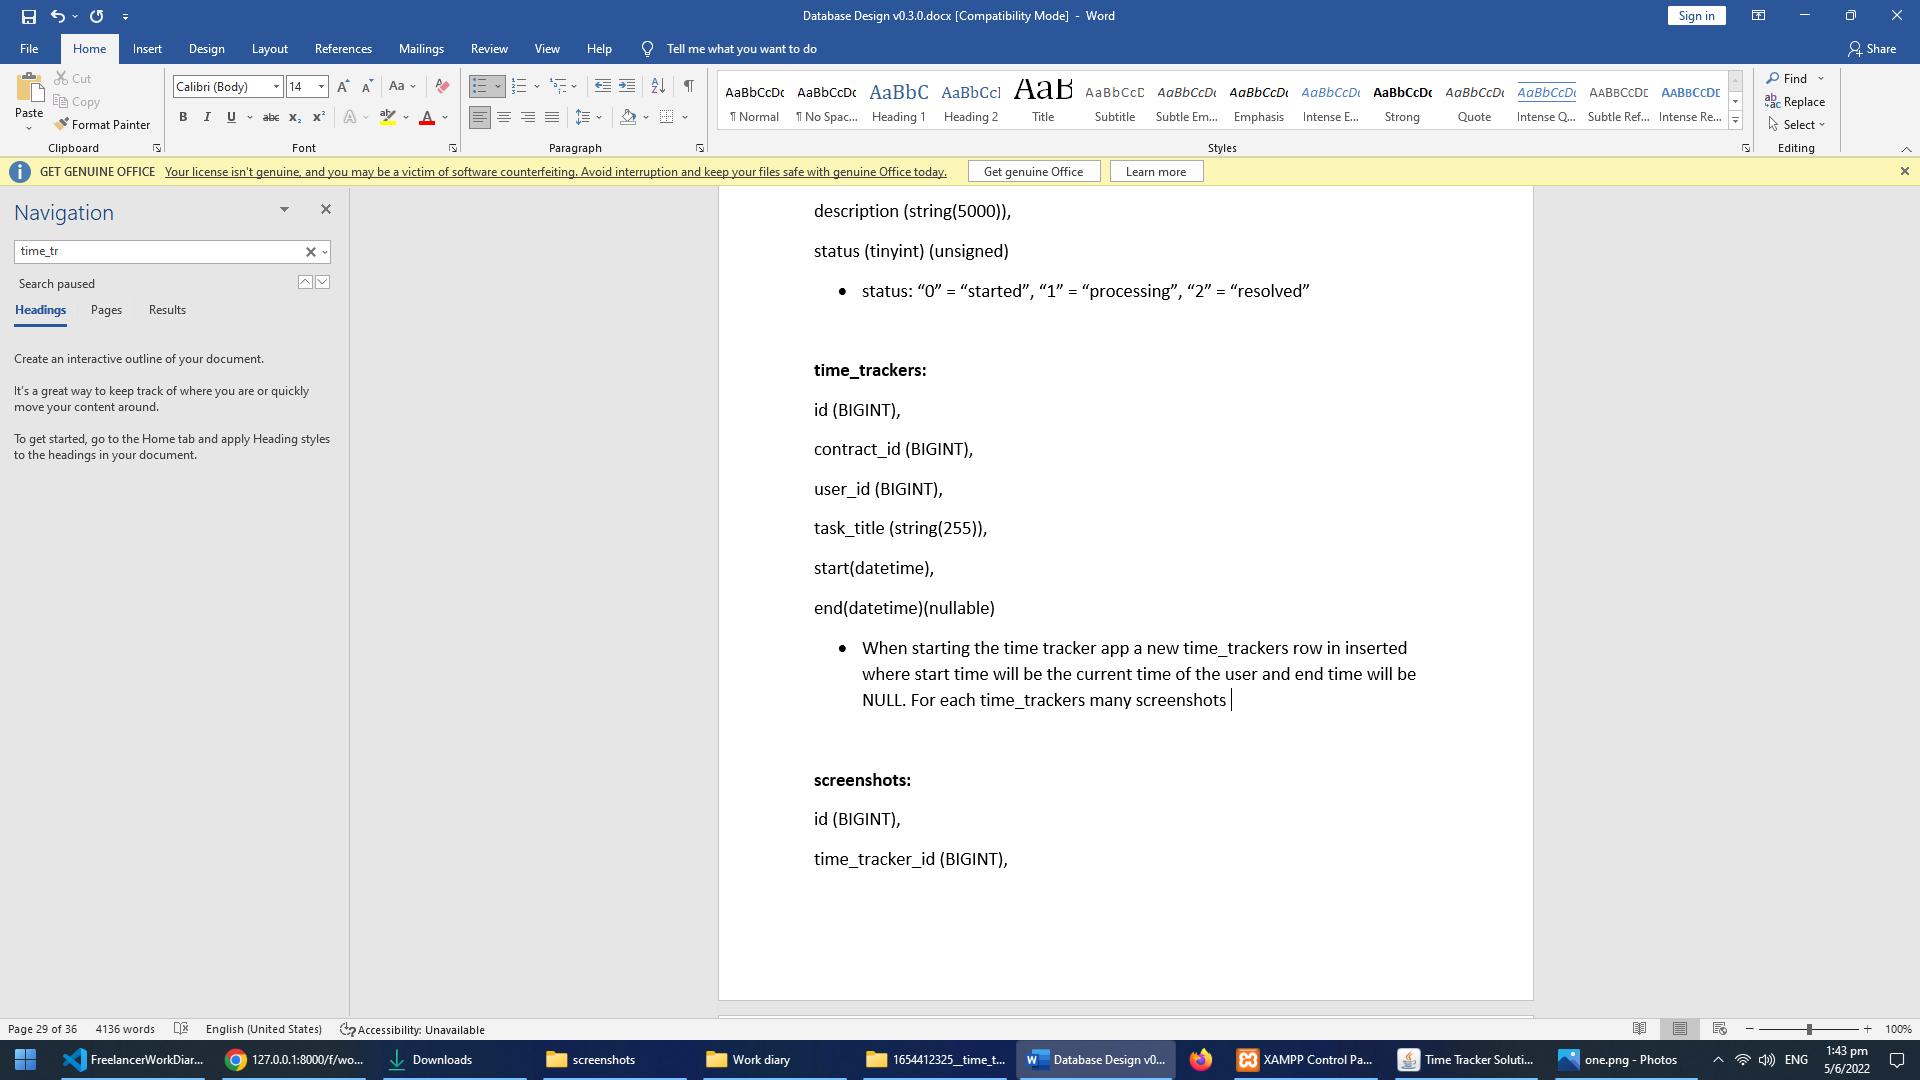 Database Design v0.3.0.docx [Compatibility Mode] - Word
Sign in
File Home Insert Design Layout References Mailings Review View Help Tell me what you want to do Share
Paste
Cut
Copy
Format Painter
Clipboard
Calibri (Body) 14
Font
Paragraph
AaBbCcDc AaBbCcDc AaBbC AaBbCcI AaB AaBbCcD AaBbCcDc AaBbCcDc AaBbCcDc AaBbCcDc AaBbCcDc AaBbCcDc AABBCCDE AABBCCDE
¶ Normal ¶ No Spac... Heading 1 Heading 2 Title Subtitle Subtle Em... Emphasis Intense E... Strong Quote Intense Q... Subtle Ref... Intense Re...
Styles
Find
Replace
Select
Editing
GET GENUINE OFFICE Your license isn't genuine, and you may be a victim of software counterfeiting. Avoid interruption and keep your files safe with genuine Office today. Get genuine Office Learn more
Navigation
time_tr
Search paused
Headings Pages Results
Create an interactive outline of your document.
It's a great way to keep track of where you are or quickly
move your content around.
To get started, go to the Home tab and apply Heading styles
to the headings in your document.
description (string(5000)),
status (tinyint) (unsigned)
• status: “0” = “started”, “1” = “processing”, “2” = “resolved”
time_trackers:
id (BIGINT),
contract_id (BIGINT),
user_id (BIGINT),
task_title (string(255)),
start(datetime),
end(datetime)(nullable)
• When starting the time tracker app a new time_trackers row in inserted
where start time will be the current time of the user and end time will be
NULL. For each time_trackers many screenshots
screenshots:
id (BIGINT),
time_tracker_id (BIGINT),
Page 29 of 36 4136 words English (United States) Accessibility: Unavailable 100%
FreelancerWorkDiar... 127.0.0.1:8000/f/wo... Downloads screenshots Work diary 1654412325__time_t... Database Design v0... XAMPP Control Pa... Time Tracker Soluti... one.png - Photos ENG
1:43 pm
5/6/2022